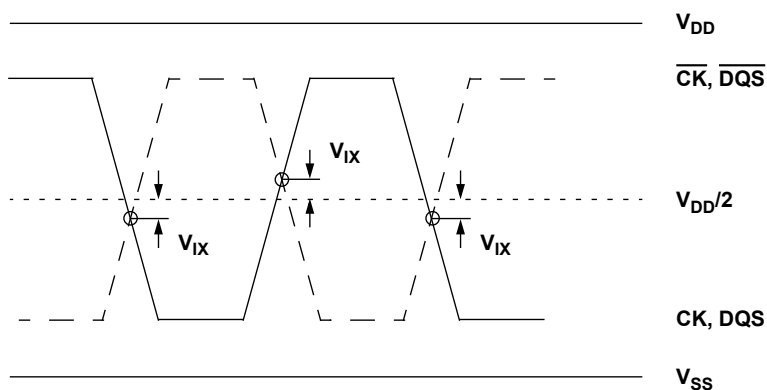 V_DD
C̅K̅, D̅Q̅S̅
V_IX
V_DD/2
V_IX
V_IX
CK, DQS
V_SS